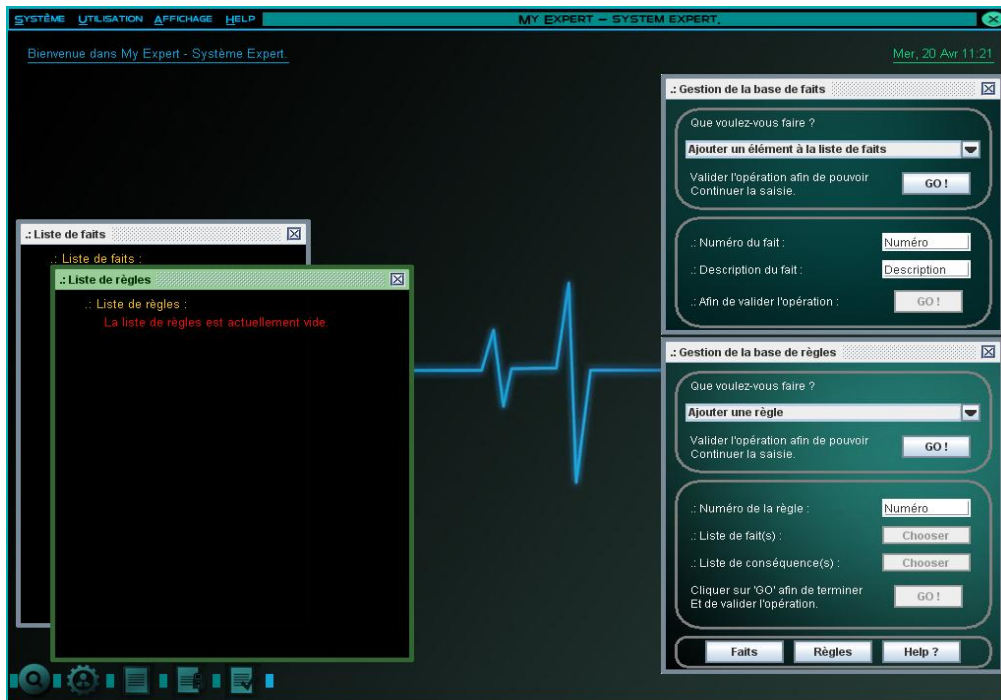 SYSTÈME UTILISATION AFFICHAGE HELP MY EXPERT – SYSTEM EXPERT.
Bienvenue dans My Expert - Système Expert.
Mer, 20 Avr 11:21
.: Gestion de la base de faits
Que voulez-vous faire ?
Ajouter un élément à la liste de faits
Valider l'opération afin de pouvoir
Continuer la saisie.
GO !
.: Numéro du fait :
Numéro
.: Description du fait :
Description
.: Afin de valider l'opération :
GO !
.: Liste de faits
.: Liste de faits :
.: Liste de règles
.: Liste de règles :
La liste de règles est actuellement vide.
.: Gestion de la base de règles
Que voulez-vous faire ?
Ajouter une règle
Valider l'opération afin de pouvoir
Continuer la saisie.
GO !
.: Numéro de la règle :
Numéro
.: Liste de fait(s) :
Chooser
.: Liste de conséquence(s) :
Chooser
Cliquer sur 'GO' afin de terminer
Et de valider l'opération.
GO !
Faits Règles Help ?